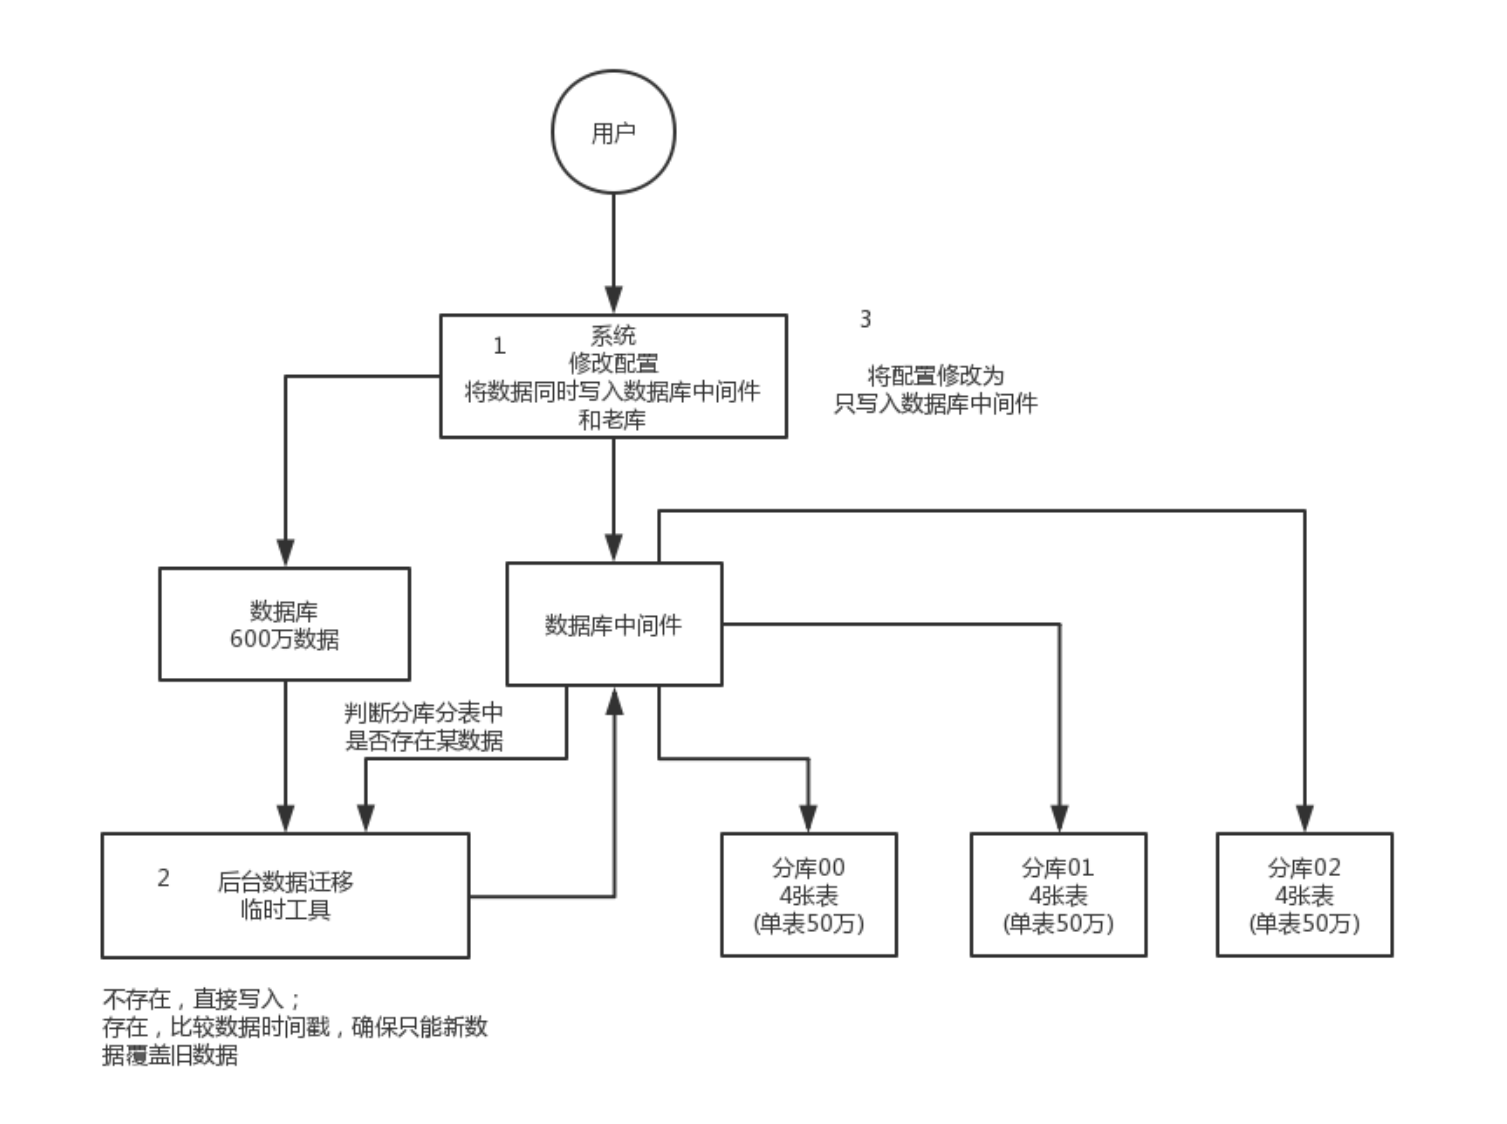 用户
1
系统
修改配置
将数据同时写入数据库中间件
和老库
3
将配置修改为
只写入数据库中间件
数据库
600万数据
数据库中间件
判断分库分表中
是否存在某数据
2
后台数据迁移
临时工具
分库00
4张表
(单表50万)
分库01
4张表
(单表50万)
分库02
4张表
(单表50万)
不存在，直接写入；
存在，比较数据时间戳，确保只能新数
据覆盖旧数据